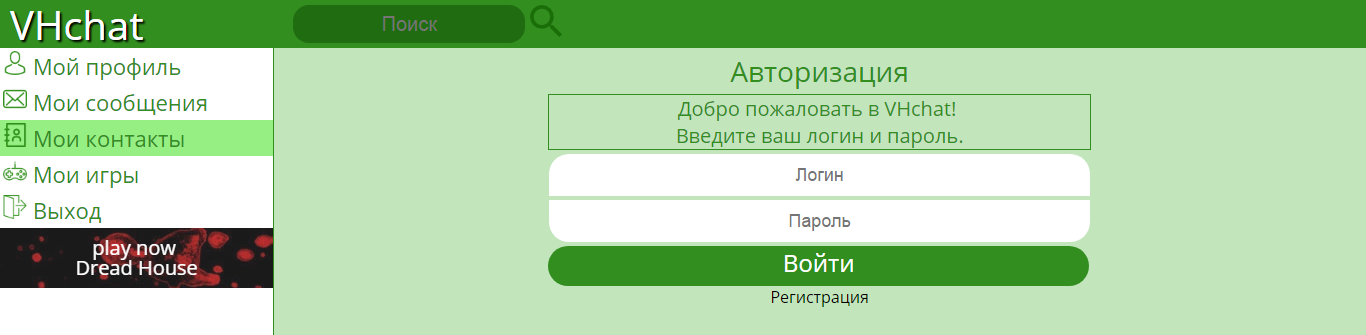 VHchat
Поиск
Мой профиль
Мои сообщения
Мои контакты
Мои игры
Выход
play now
Dread House
Авторизация
Добро пожаловать в VHchat!
Введите ваш логин и пароль.
Логин
Пароль
Войти
Регистрация